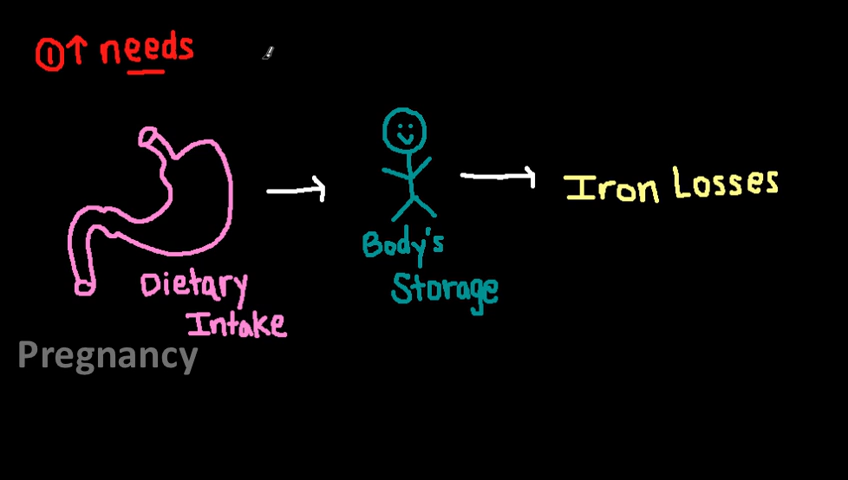 ① ↑ needs
Iron Losses
Body's
Storage
Dietary
Intake
Pregnancy